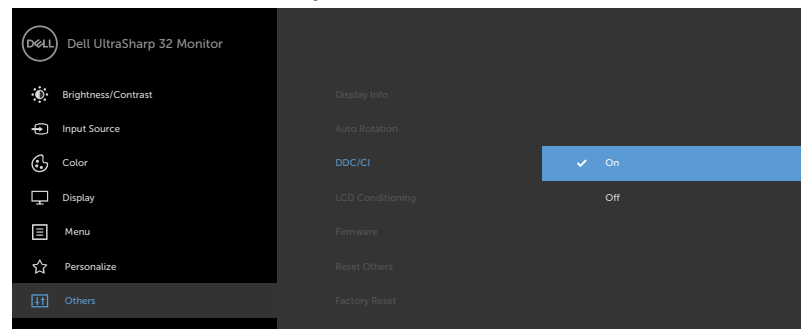 DELL Dell UltraSharp 32 Monitor
Brightness/Contrast Display Info
Input Source Auto Rotation
Color DDC/CI On
Display LCD Conditioning Off
Menu Firmware
Personalize Reset Others
Others Factory Reset